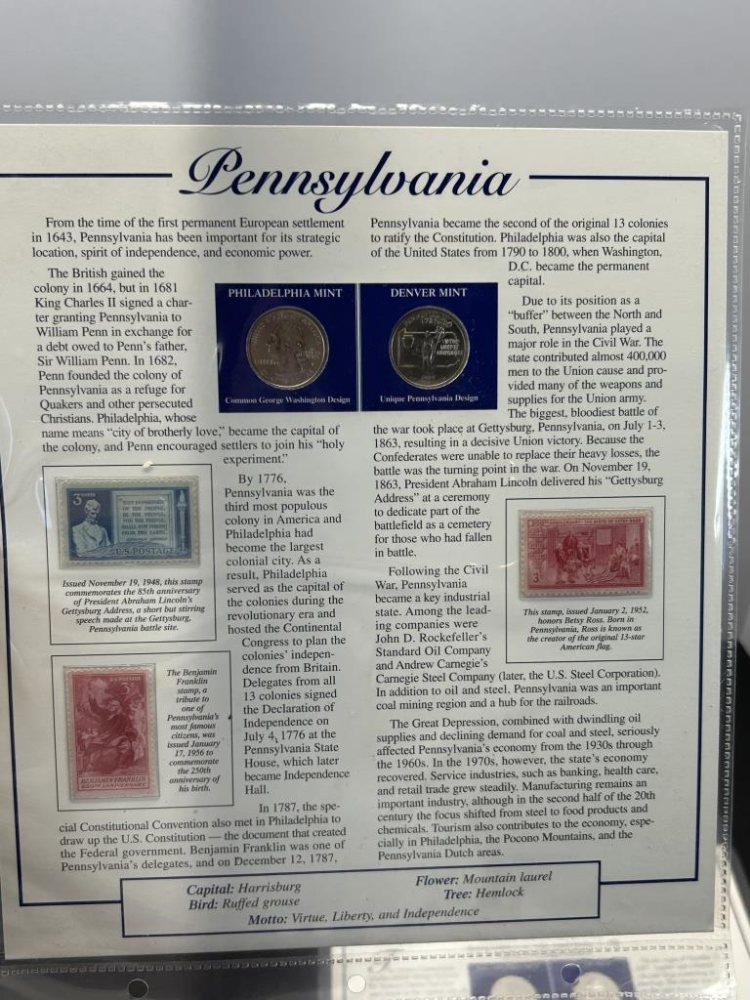 Pennsylvania
From the time of the first permanent European settlement
in 1643, Pennsylvania has been important for its strategic
location, spirit of independence, and economic power.
The British gained the
colony in 1664, but in 1681
King Charles II signed a char-
ter granting Pennsylvania to
William Penn in exchange for
a debt owed to Penn's father,
Sir William Penn. In 1682,
Penn founded the colony of
Pennsylvania as a refuge for
Quakers and other persecuted
Christians. Philadelphia, whose
name means "city of brotherly love," became the capital of
the colony, and Penn encouraged settlers to join his "holy
experiment."
PHILADELPHIA MINT
LIBERTY
Common George Washington Design
DENVER MINT
Unique Pennsylvania Design
3 CENTS
THAT GOVERNMENT OF
THE PEOPLE, BY THE
PEOPLE, FOR THE
PEOPLE, SHALL NOT PERISH
FROM THE EARTH
U.S. POSTAGE
Issued November 19, 1948, this stamp
commemorates the 85th anniversary
of President Abraham Lincoln's
Gettysburg Address, a short but stirring
speech made at the Gettysburg,
Pennsylvania battle site.
By 1776,
Pennsylvania was the
third most populous
colony in America and
Philadelphia had
become the largest
colonial city. As a
result, Philadelphia
served as the capital of
the colonies during the
revolutionary era and
hosted the Continental
Congress to plan the
colonies' indepen-
dence from Britain.
Delegates from all
13 colonies signed
the Declaration of
Independence on
July 4, 1776 at the
Pennsylvania State
House, which later
became Independence
Hall.
U.S. POSTAGE
BENJAMIN FRANKLIN
250TH ANNIVERSARY
The Benjamin
Franklin
stamp, a
tribute to
one of
Pennsylvania's
most famous
citizens, was
issued January
17, 1956 to
commemorate
the 250th
anniversary of
his birth.
In 1787, the spe-
cial Constitutional Convention also met in Philadelphia to
draw up the U.S. Constitution — the document that created
the Federal government. Benjamin Franklin was one of
Pennsylvania's delegates, and on December 12, 1787,
Pennsylvania became the second of the original 13 colonies
to ratify the Constitution. Philadelphia was also the capital
of the United States from 1790 to 1800, when Washington,
D.C. became the permanent
capital.
Due to its position as a
"buffer" between the North and
South, Pennsylvania played a
major role in the Civil War. The
state contributed almost 400,000
men to the Union cause and pro-
vided many of the weapons and
supplies for the Union army.
The biggest, bloodiest battle of
the war took place at Gettysburg, Pennsylvania, on July 1-3,
1863, resulting in a decisive Union victory. Because the
Confederates were unable to replace their heavy losses, the
battle was the turning point in the war. On November 19,
1863, President Abraham Lincoln delivered his "Gettysburg
Address" at a ceremony
to dedicate part of the
battlefield as a cemetery
for those who had fallen
in battle.
3¢
This stamp, issued January 2, 1952,
honors Betsy Ross. Born in
Pennsylvania, Ross is known as
the creator of the original 13-star
American flag.
Following the Civil
War, Pennsylvania
became a key industrial
state. Among the lead-
ing companies were
John D. Rockefeller's
Standard Oil Company
and Andrew Carnegie's
Carnegie Steel Company (later, the U.S. Steel Corporation).
In addition to oil and steel, Pennsylvania was an important
coal mining region and a hub for the railroads.
The Great Depression, combined with dwindling oil
supplies and declining demand for coal and steel, seriously
affected Pennsylvania's economy from the 1930s through
the 1960s. In the 1970s, however, the state's economy
recovered. Service industries, such as banking, health care,
and retail trade grew steadily. Manufacturing remains an
important industry, although in the second half of the 20th
century the focus shifted from steel to food products and
chemicals. Tourism also contributes to the economy, espe-
cially in Philadelphia, the Pocono Mountains, and the
Pennsylvania Dutch areas.
Capital: Harrisburg
Flower: Mountain laurel
Bird: Ruffed grouse
Tree: Hemlock
Motto: Virtue, Liberty, and Independence